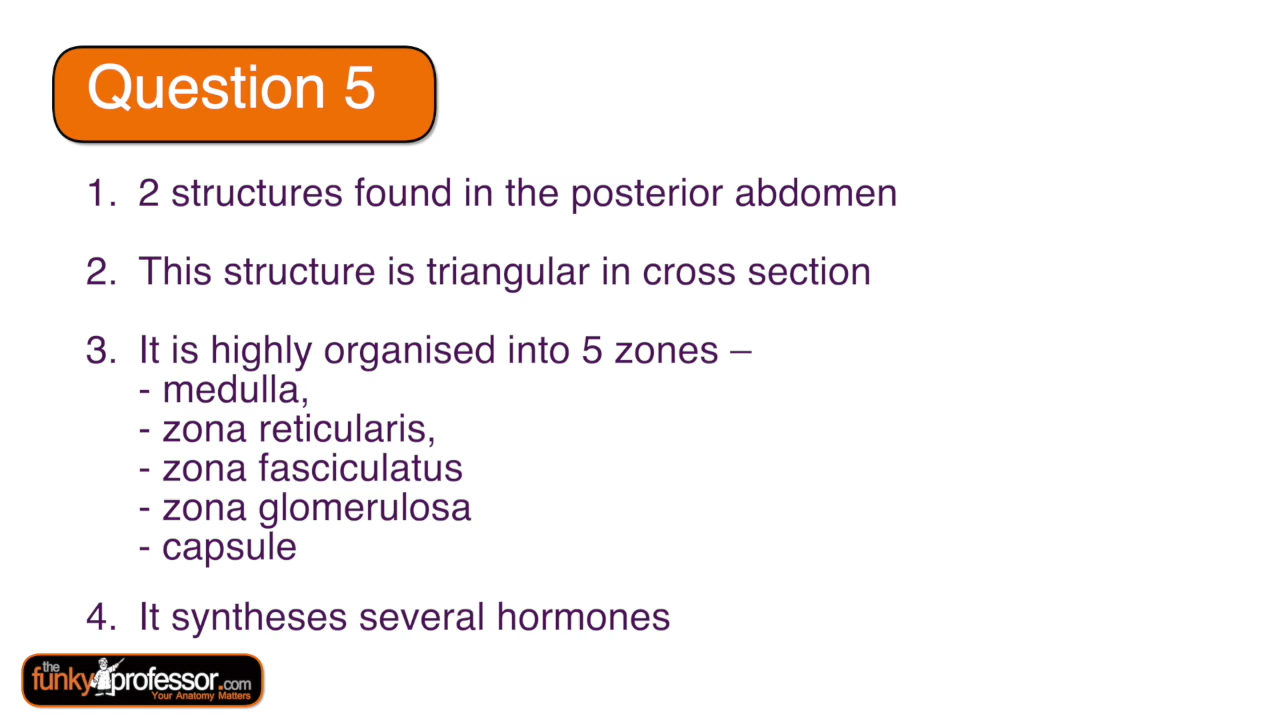 Question 5
1. 2 structures found in the posterior abdomen
2. This structure is triangular in cross section
3. It is highly organised into 5 zones –
- medulla,
- zona reticularis,
- zona fasciculatus
- zona glomerulosa
- capsule
4. It syntheses several hormones
the
funky professor.com
Your Anatomy Matters